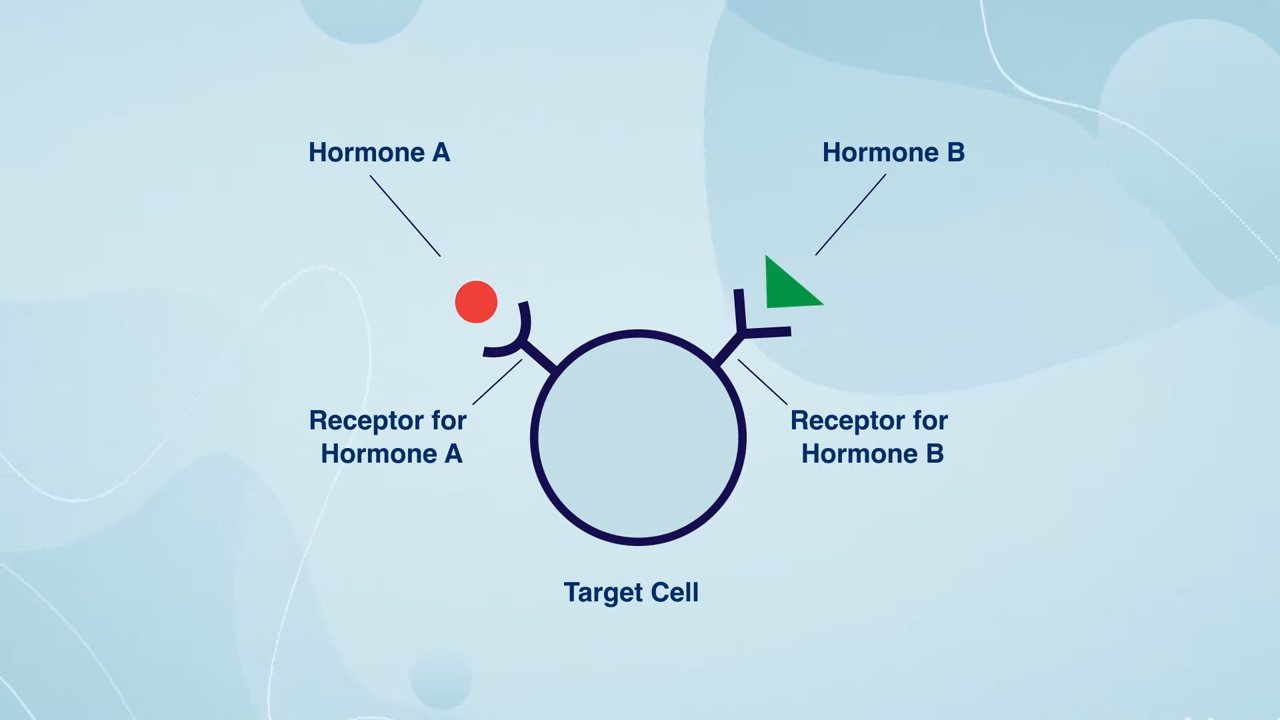 Hormone A
Hormone B
Receptor for
Hormone A
Receptor for
Hormone B
Target Cell